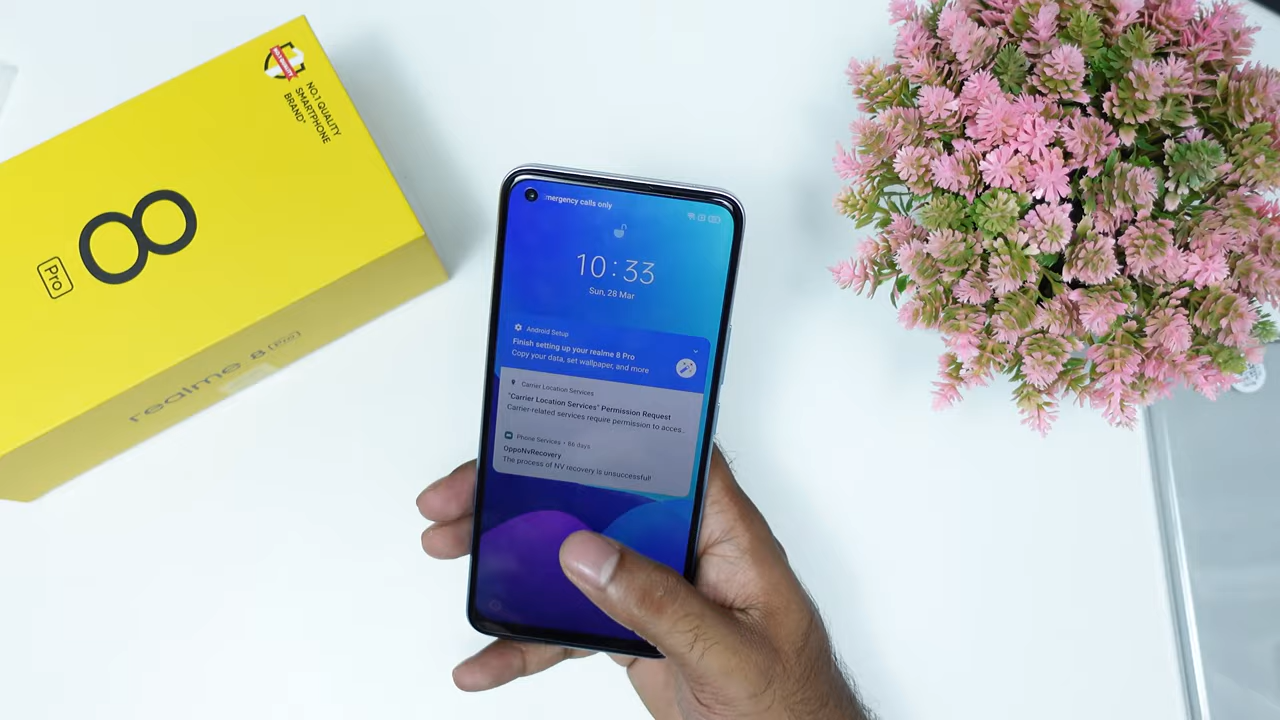 NO.1 QUALITY
SMARTPHONE
BRAND*
8
Pro
realme 8 Pro
mergency calls only
10:33
Sun, 28 Mar
Android Setup
Finish setting up your realme 8 Pro
Copy your data, set wallpaper, and more
Carrier Location Services
"Carrier Location Services" Permission Request
Carrier-related services require permission to acces...
Phone Services • 66 days
OppoNvRecovery
The process of NV recovery is unsuccessful!